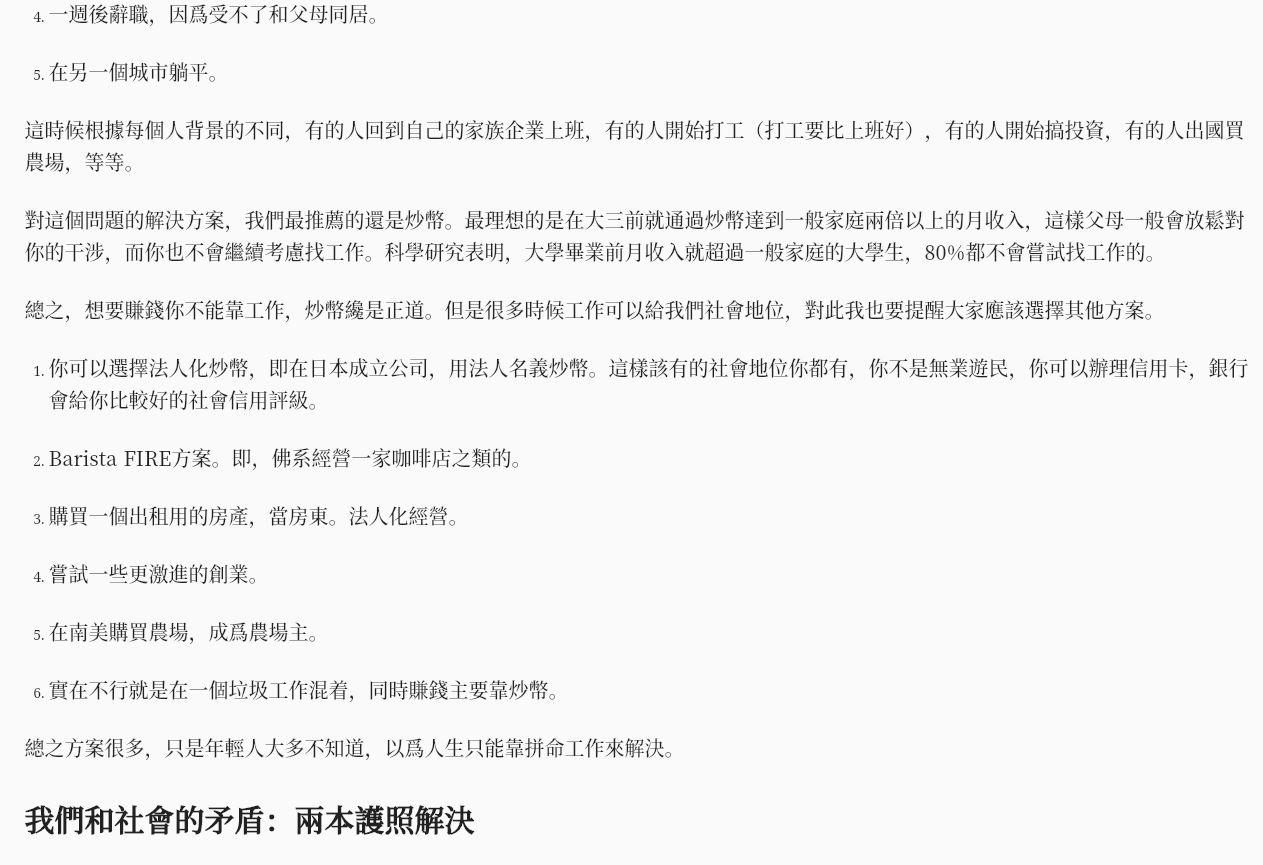 4. 一週後辭職，因爲受不了和父母同居。
5. 在另一個城市躺平。
這時候根據每個人背景的不同，有的人回到自己的家族企業上班，有的人開始打工（打工要比上班好），有的人開始搞投資，有的人出國買
農場，等等。
對這個問題的解決方案，我們最推薦的還是炒幣。最理想的是在大三前就通過炒幣達到一般家庭兩倍以上的月收入，這樣父母一般會放鬆對
你的干涉，而你也不會繼續考慮找工作。科學研究表明，大學畢業前月收入就超過一般家庭的大學生，80%都不會嘗試找工作的。
總之，想要賺錢你不能靠工作，炒幣纔是正道。但是很多時候工作可以給我們社會地位，對此我也要提醒大家應該選擇其他方案。
1. 你可以選擇法人化炒幣，即在日本成立公司，用法人名義炒幣。這樣該有的社會地位你都有，你不是無業遊民，你可以辦理信用卡，銀行
會給你比較好的社會信用評級。
2. Barista FIRE方案。即，佛系經營一家咖啡店之類的。
3. 購買一個出租用的房產，當房東。法人化經營。
4. 嘗試一些更激進的創業。
5. 在南美購買農場，成爲農場主。
6. 實在不行就是在一個垃圾工作混着，同時賺錢主要靠炒幣。
總之方案很多，只是年輕人大多不知道，以爲人生只能靠拼命工作來解決。
我們和社會的矛盾：兩本護照解決